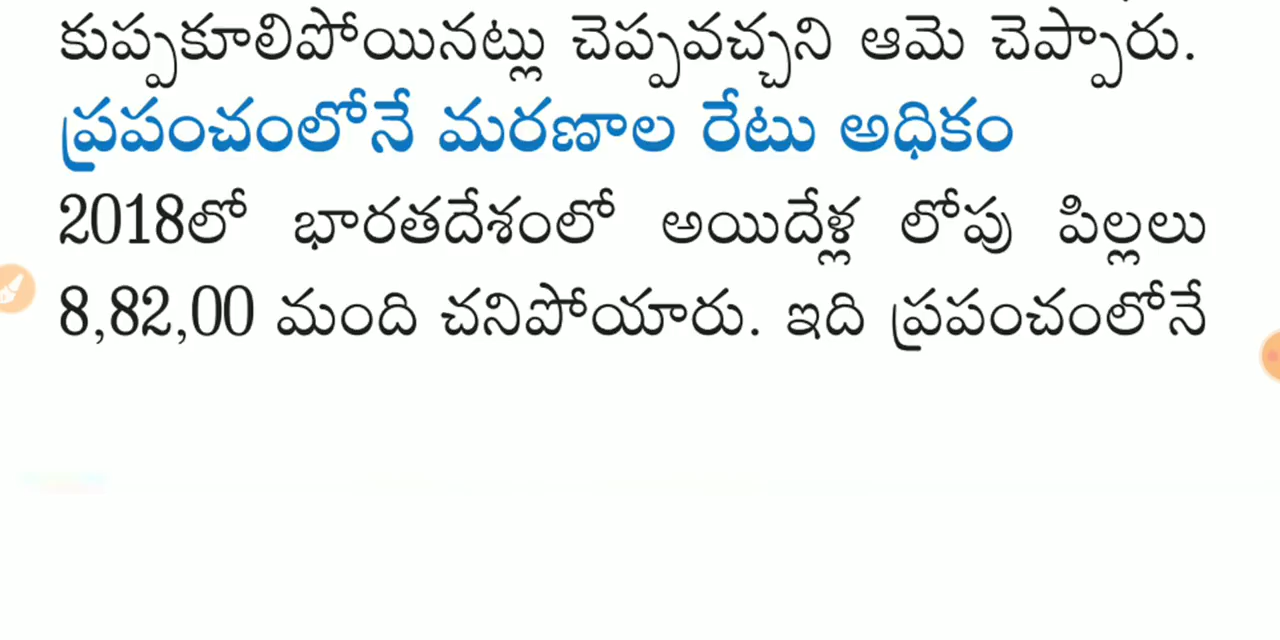 కుప్పకూలిపోయినట్లు చెప్పవచ్చని ఆమె చెప్పారు.
ప్రపంచంలోనే మరణాల రేటు అధికం
2018లో భారతదేశంలో అయిదేళ్ల లోపు పిల్లలు
8,82,00 మంది చనిపోయారు. ఇది ప్రపంచంలోనే